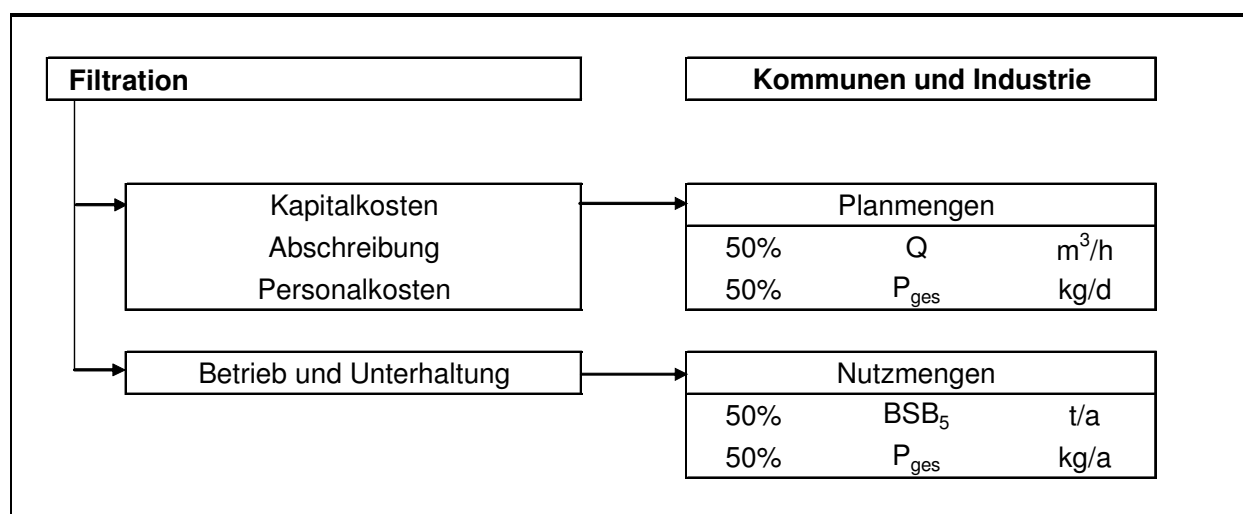 Filtration
Kommunen und Industrie
Kapitalkosten
Abschreibung
Personalkosten
Planmengen
50% Q m³/h
50% P_ges kg/d
Betrieb und Unterhaltung
Nutzmengen
50% BSB₅ t/a
50% P_ges kg/a